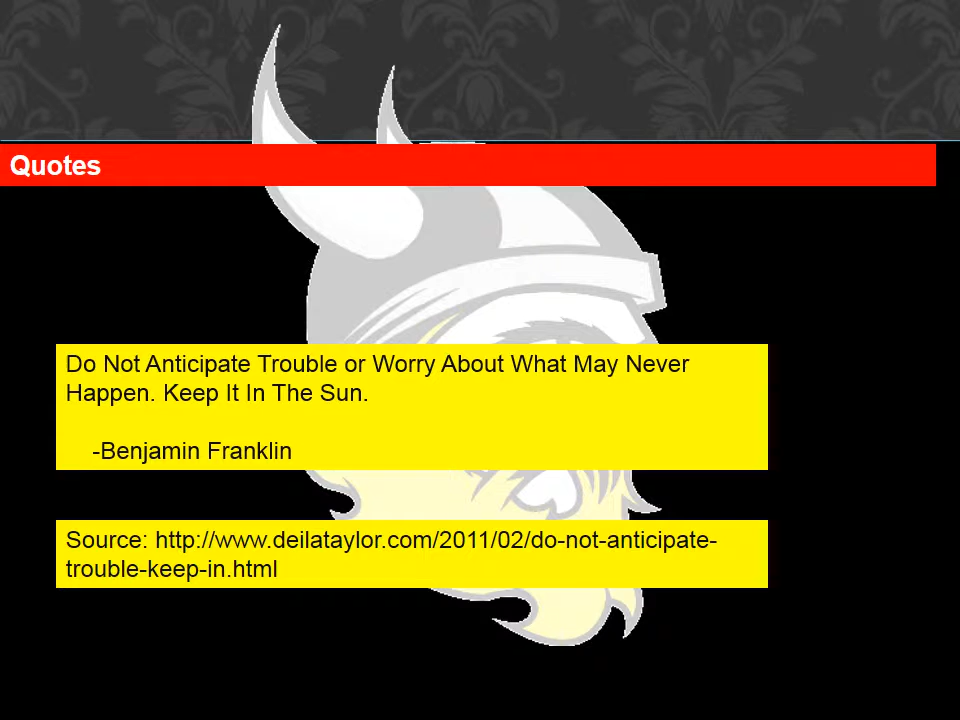 Quotes
Do Not Anticipate Trouble or Worry About What May Never
Happen. Keep It In The Sun.
-Benjamin Franklin
Source: http://www.deilataylor.com/2011/02/do-not-anticipate-
trouble-keep-in.html